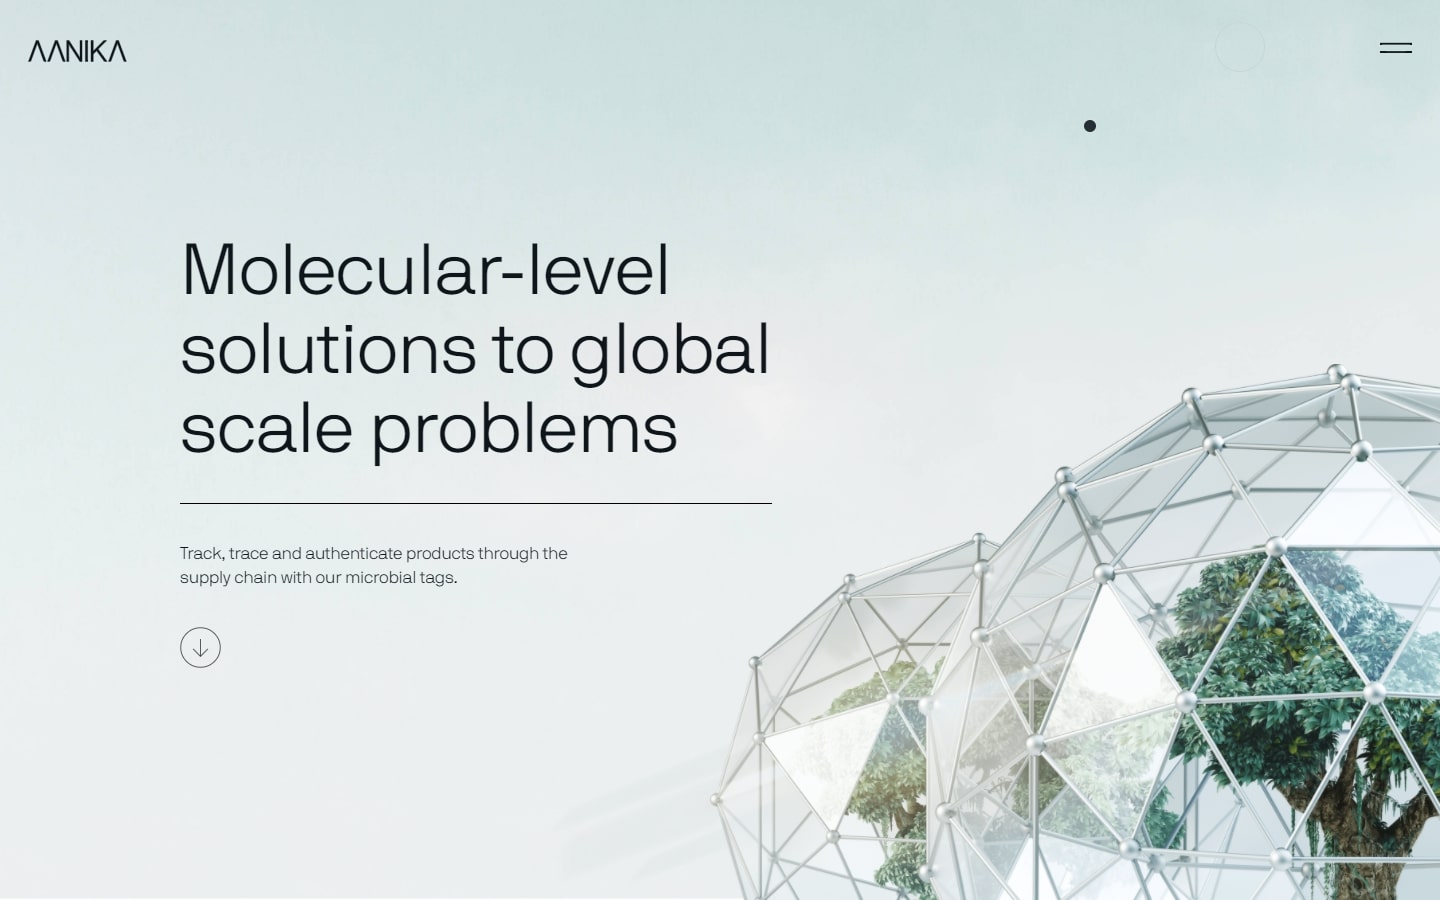 AANIKA
Molecular-level
solutions to global
scale problems
Track, trace and authenticate products through the
supply chain with our microbial tags.